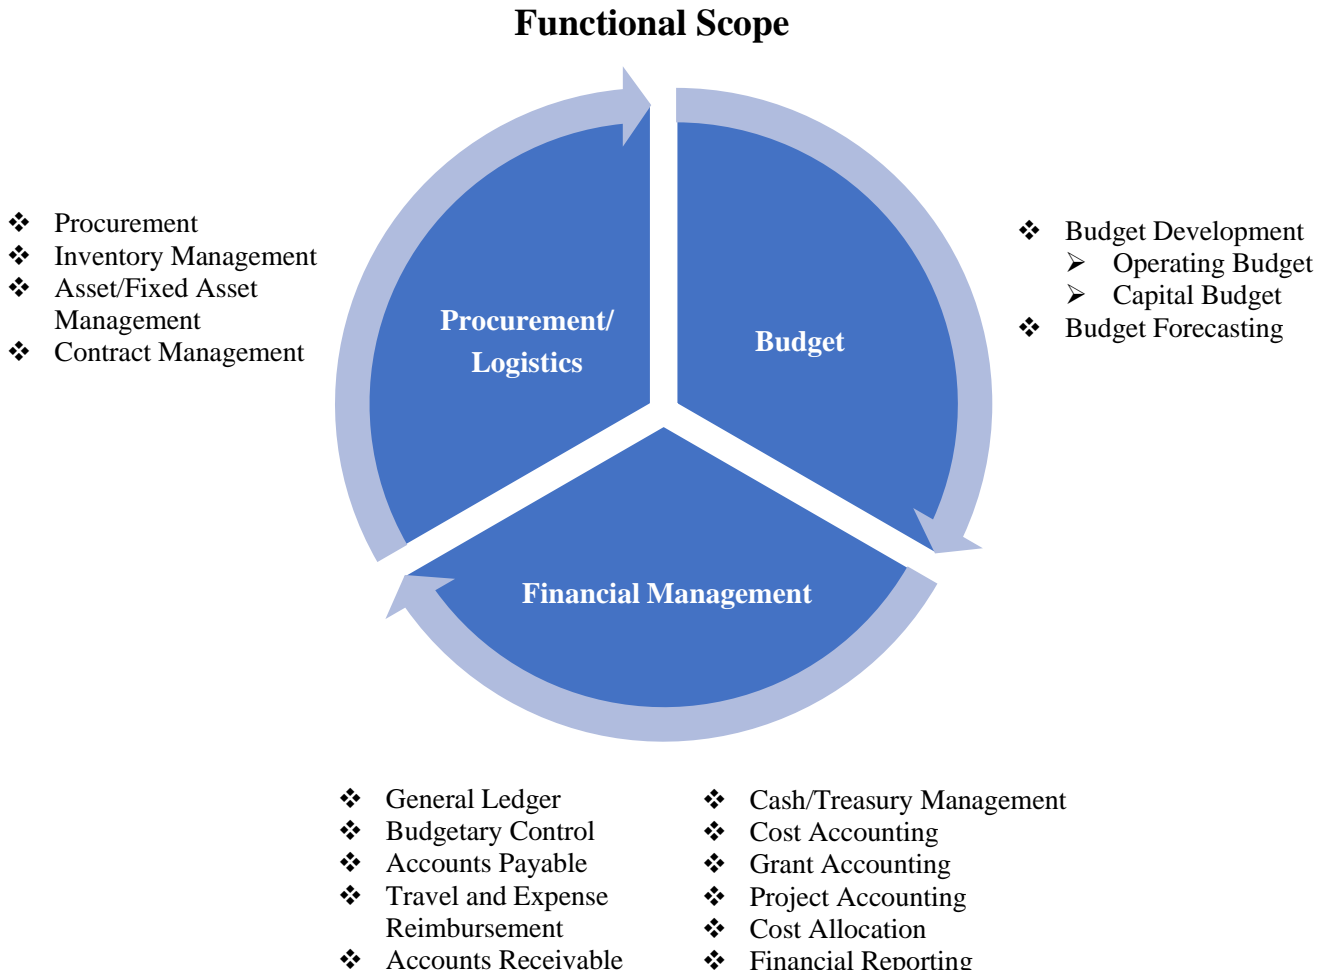 Functional Scope
❖ Procurement
❖ Inventory Management
❖ Asset/Fixed Asset
Management
❖ Contract Management
Procurement/
Logistics
Budget
❖ Budget Development
➢ Operating Budget
➢ Capital Budget
❖ Budget Forecasting
Financial Management
❖ General Ledger
❖ Budgetary Control
❖ Accounts Payable
❖ Travel and Expense
Reimbursement
❖ Accounts Receivable
❖ Cash/Treasury Management
❖ Cost Accounting
❖ Grant Accounting
❖ Project Accounting
❖ Cost Allocation
❖ Financial Reporting